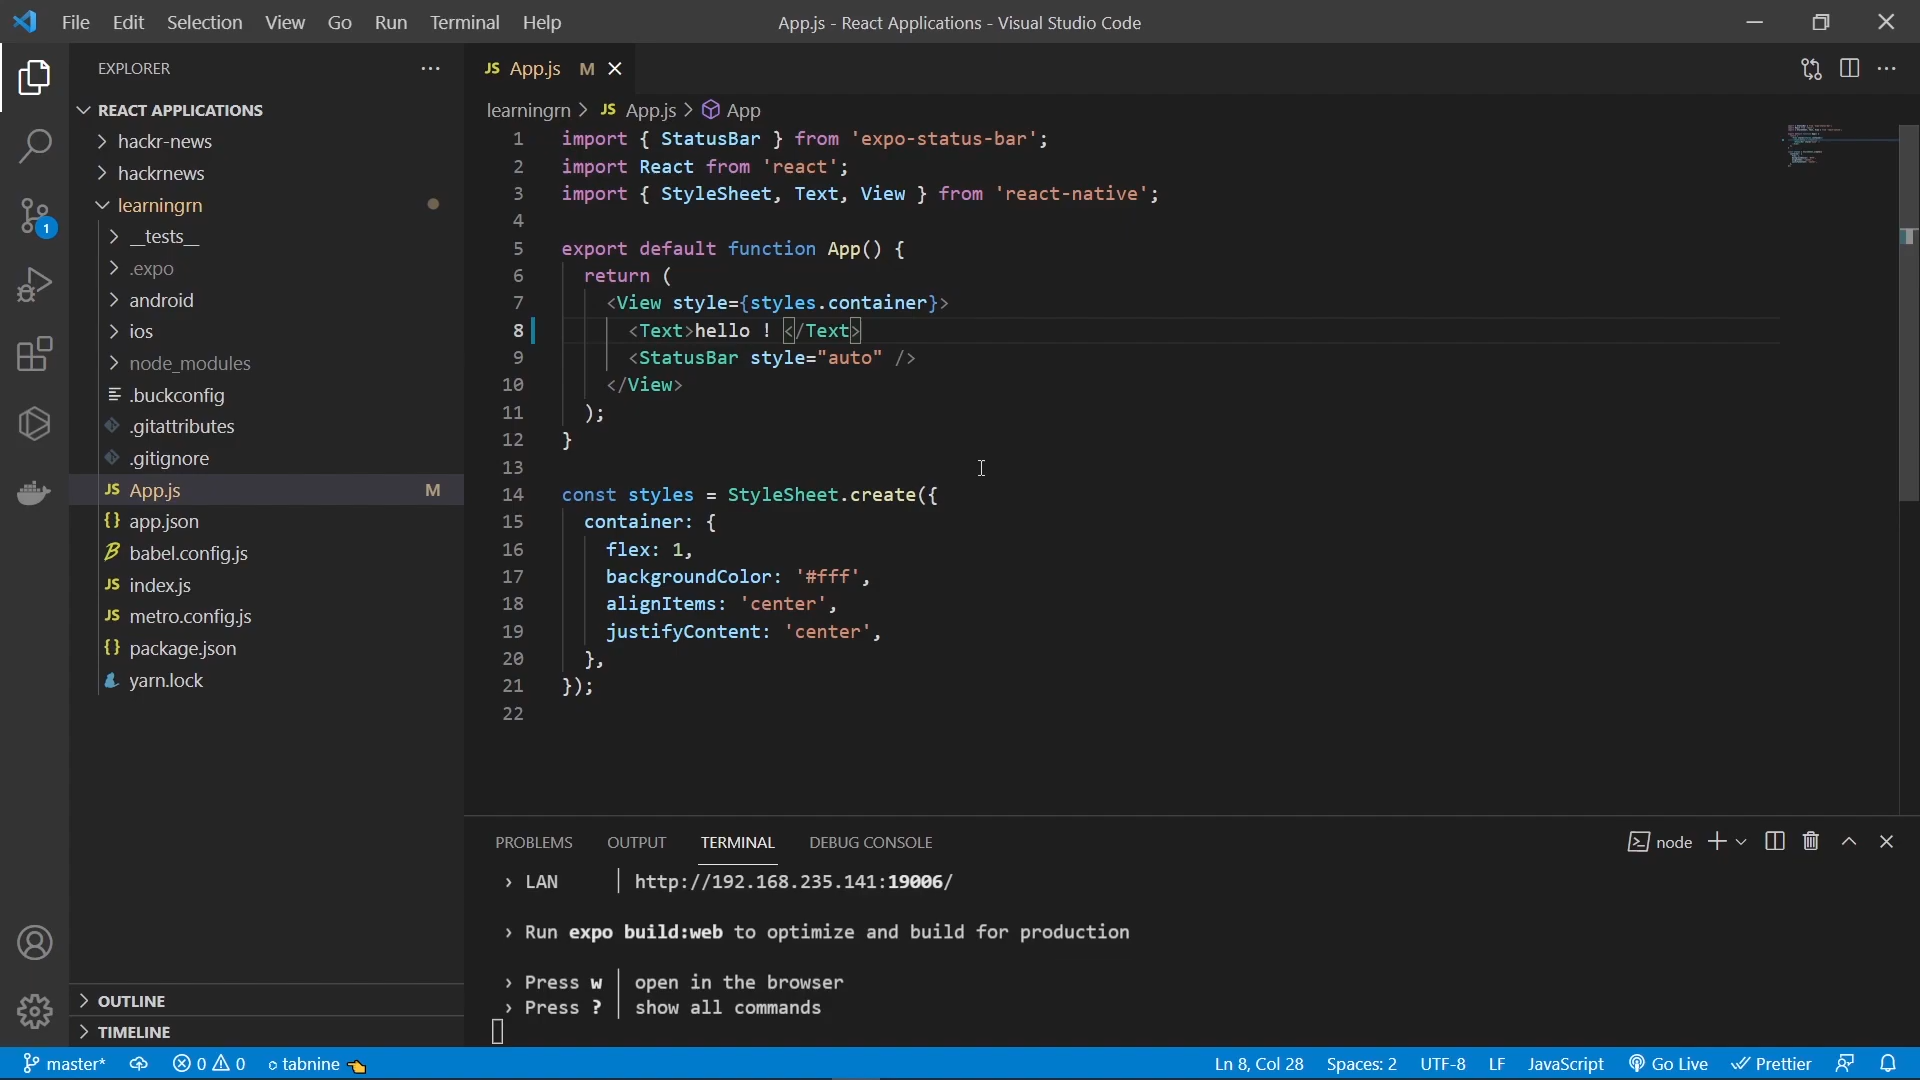 File Edit Selection View Go Run Terminal Help
App.js - React Applications - Visual Studio Code
EXPLORER
REACT APPLICATIONS
hackr-news
hackrnews
learningrn
__tests__
.expo
android
ios
node_modules
.buckconfig
.gitattributes
.gitignore
JS App.js M
{} app.json
babel.config.js
JS index.js
JS metro.config.js
{} package.json
yarn.lock
OUTLINE
TIMELINE
1
JS App.js M
learningrn > JS App.js > App
1 import { StatusBar } from 'expo-status-bar';
2 import React from 'react';
3 import { StyleSheet, Text, View } from 'react-native';
4
5 export default function App() {
6 return (
7 <View style={styles.container}>
8 <Text>hello ! </Text>
9 <StatusBar style="auto" />
10 </View>
11 );
12 }
13
14 const styles = StyleSheet.create({
15 container: {
16 flex: 1,
17 backgroundColor: '#fff',
18 alignItems: 'center',
19 justifyContent: 'center',
20 },
21 });
22
PROBLEMS OUTPUT TERMINAL DEBUG CONSOLE
node
› LAN | http://192.168.235.141:19006/
› Run expo build:web to optimize and build for production
› Press w | open in the browser
› Press ? | show all commands
master* 0 0 tabnine
Ln 8, Col 28 Spaces: 2 UTF-8 LF JavaScript Go Live Prettier